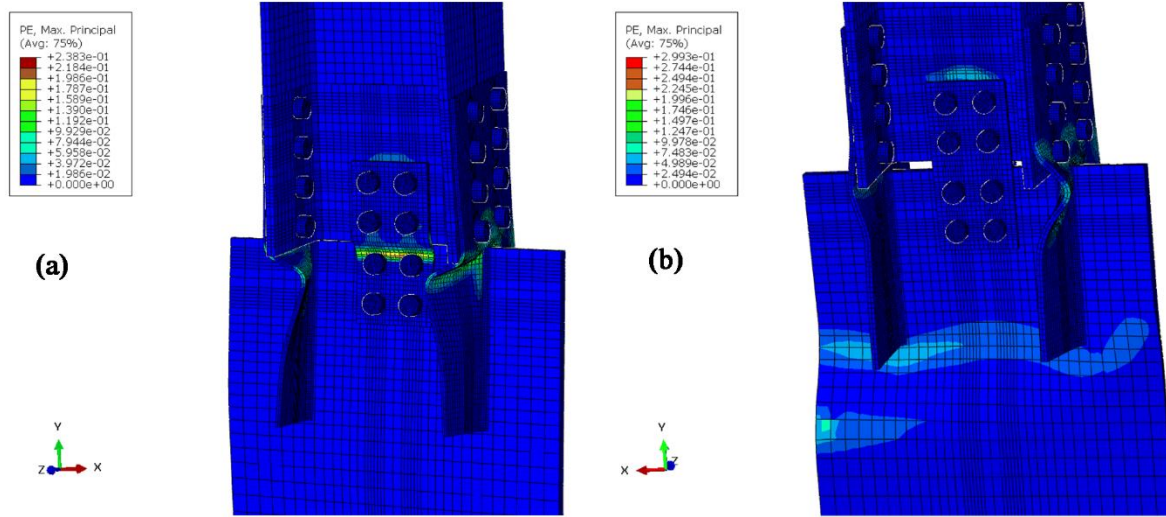 PE, Max. Principal
(Avg: 75%)
+2.383e-01
+2.184e-01
+1.986e-01
+1.787e-01
+1.589e-01
+1.390e-01
+1.192e-01
+9.929e-02
+7.944e-02
+5.958e-02
+3.972e-02
+1.986e-02
+0.000e+00
(a)
Y
Z
X
PE, Max. Principal
(Avg: 75%)
+2.993e-01
+2.744e-01
+2.494e-01
+2.245e-01
+1.996e-01
+1.746e-01
+1.497e-01
+1.247e-01
+9.978e-02
+7.483e-02
+4.989e-02
+2.494e-02
+0.000e+00
(b)
Y
Z
X